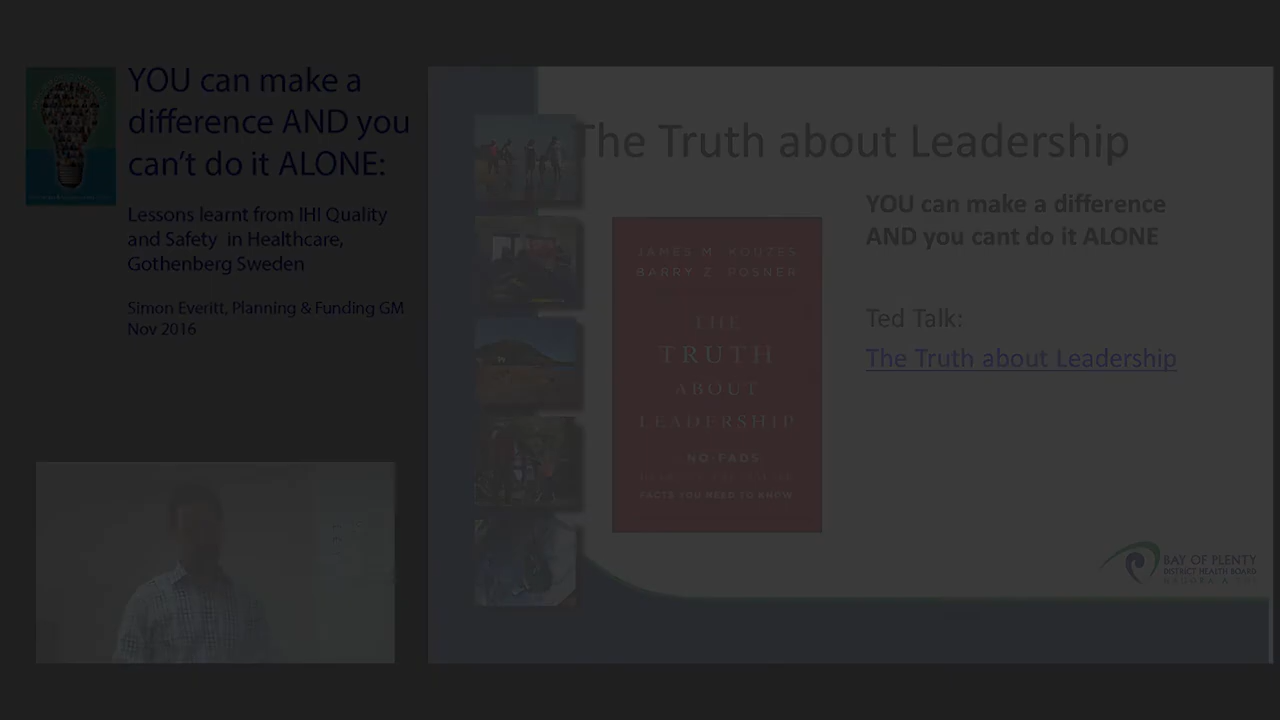 YOU can make a
difference AND you
can't do it ALONE:
Lessons learnt from IHI Quality
and Safety in Healthcare,
Gothenberg Sweden
Simon Everitt, Planning & Funding GM
Nov 2016
The Truth about Leadership
YOU can make a difference
AND you cant do it ALONE
Ted Talk:
The Truth about Leadership
JAMES M. KOUZES
BARRY Z. POSNER
THE
TRUTH
ABOUT
LEADERSHIP
NO-FADS
FACTS YOU NEED TO KNOW
BAY OF PLENTY
DISTRICT HEALTH BOARD